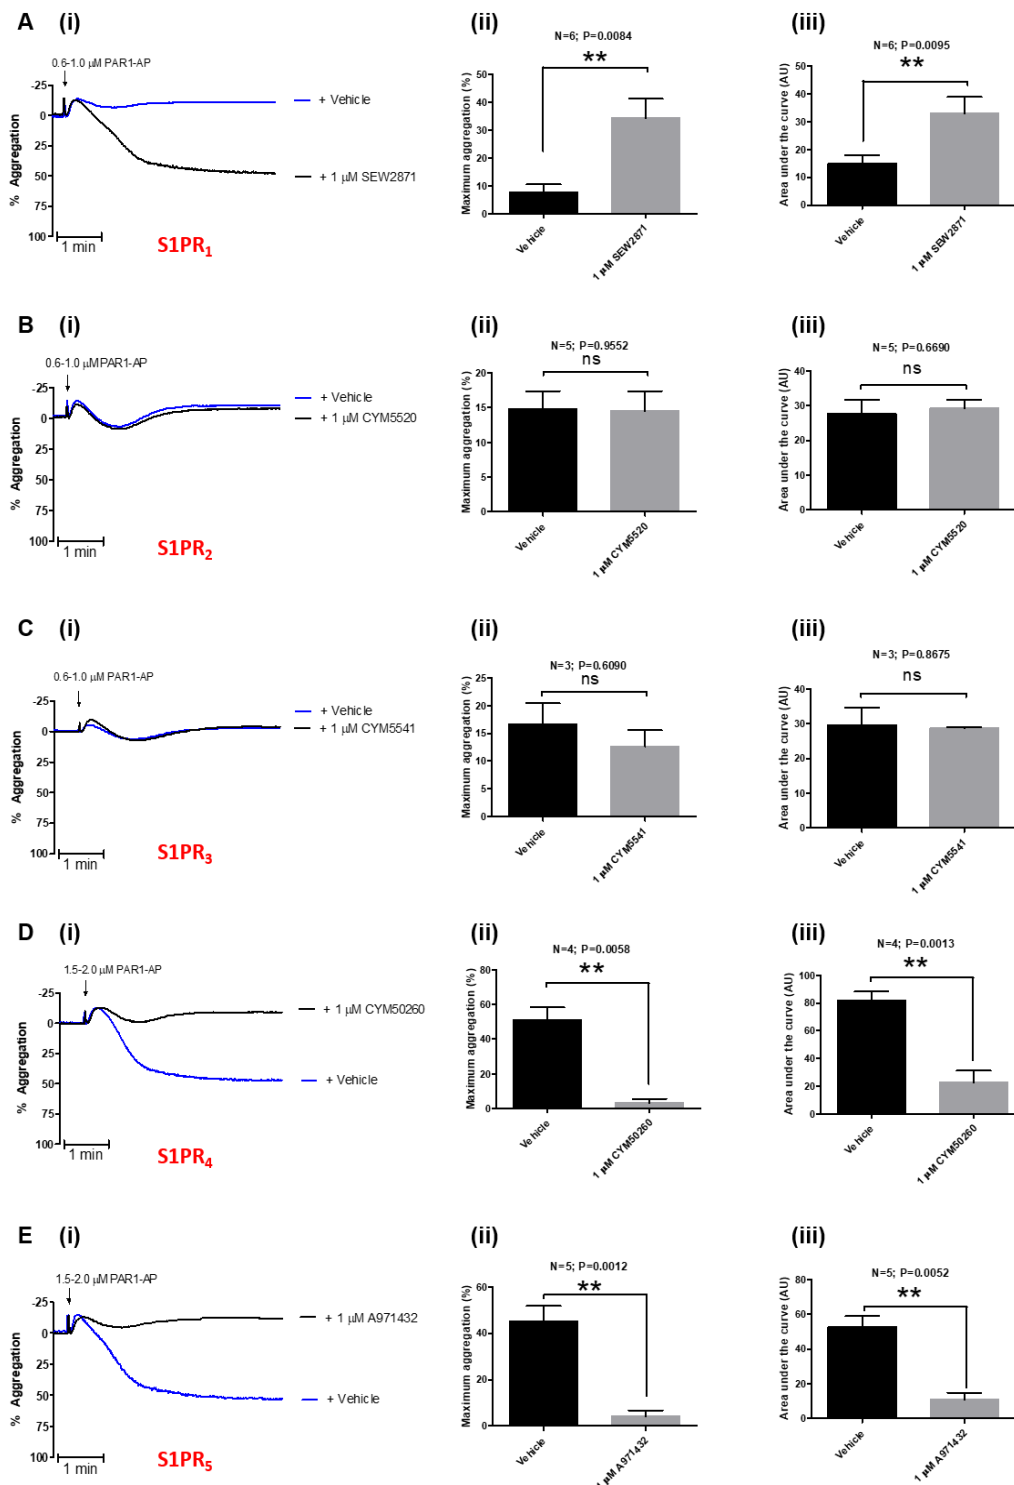 A (i) (ii) (iii)
0.6-1.0 μM PAR1-AP
-25
0
25
50
75
100
% Aggregation
+ Vehicle
+ 1 μM SEW2871
1 min
S1PR1
N=6; P=0.0084
**
50
40
30
20
10
0
Maximum aggregation (%)
Vehicle
1 μM SEW2871
N=6; P=0.0095
**
50
40
30
20
10
0
Area under the curve (AU)
Vehicle
1 μM SEW2871
B (i) (ii) (iii)
0.6-1.0 μM PAR1-AP
-25
0
25
50
75
100
% Aggregation
+ Vehicle
+ 1 μM CYM5520
1 min
S1PR2
N=5; P=0.9552
ns
20
15
10
5
0
Maximum aggregation (%)
Vehicle
1 μM CYM5520
N=5; P=0.6690
ns
40
30
20
10
0
Area under the curve (AU)
Vehicle
1 μM CYM5520
C (i) (ii) (iii)
0.6-1.0 μM PAR1-AP
-25
0
25
50
75
100
% Aggregation
+ Vehicle
+ 1 μM CYM5541
1 min
S1PR3
N=3; P=0.6090
ns
25
20
15
10
5
0
Maximum aggregation (%)
Vehicle
1 μM CYM5541
N=3; P=0.8675
ns
40
30
20
10
0
Area under the curve (AU)
Vehicle
1 μM CYM5541
D (i) (ii) (iii)
1.5-2.0 μM PAR1-AP
-25
0
25
50
75
100
% Aggregation
+ 1 μM CYM50260
+ Vehicle
1 min
S1PR4
N=4; P=0.0058
**
80
60
40
20
0
Maximum aggregation (%)
Vehicle
1 μM CYM50260
N=4; P=0.0013
**
100
80
60
40
20
0
Area under the curve (AU)
Vehicle
1 μM CYM50260
E (i) (ii) (iii)
1.5-2.0 μM PAR1-AP
-25
0
25
50
75
100
% Aggregation
+ 1 μM A971432
+ Vehicle
1 min
S1PR5
N=5; P=0.0012
**
60
40
20
0
Maximum aggregation (%)
Vehicle
1 μM A971432
N=5; P=0.0052
**
80
60
40
20
0
Area under the curve (AU)
Vehicle
1 μM A971432